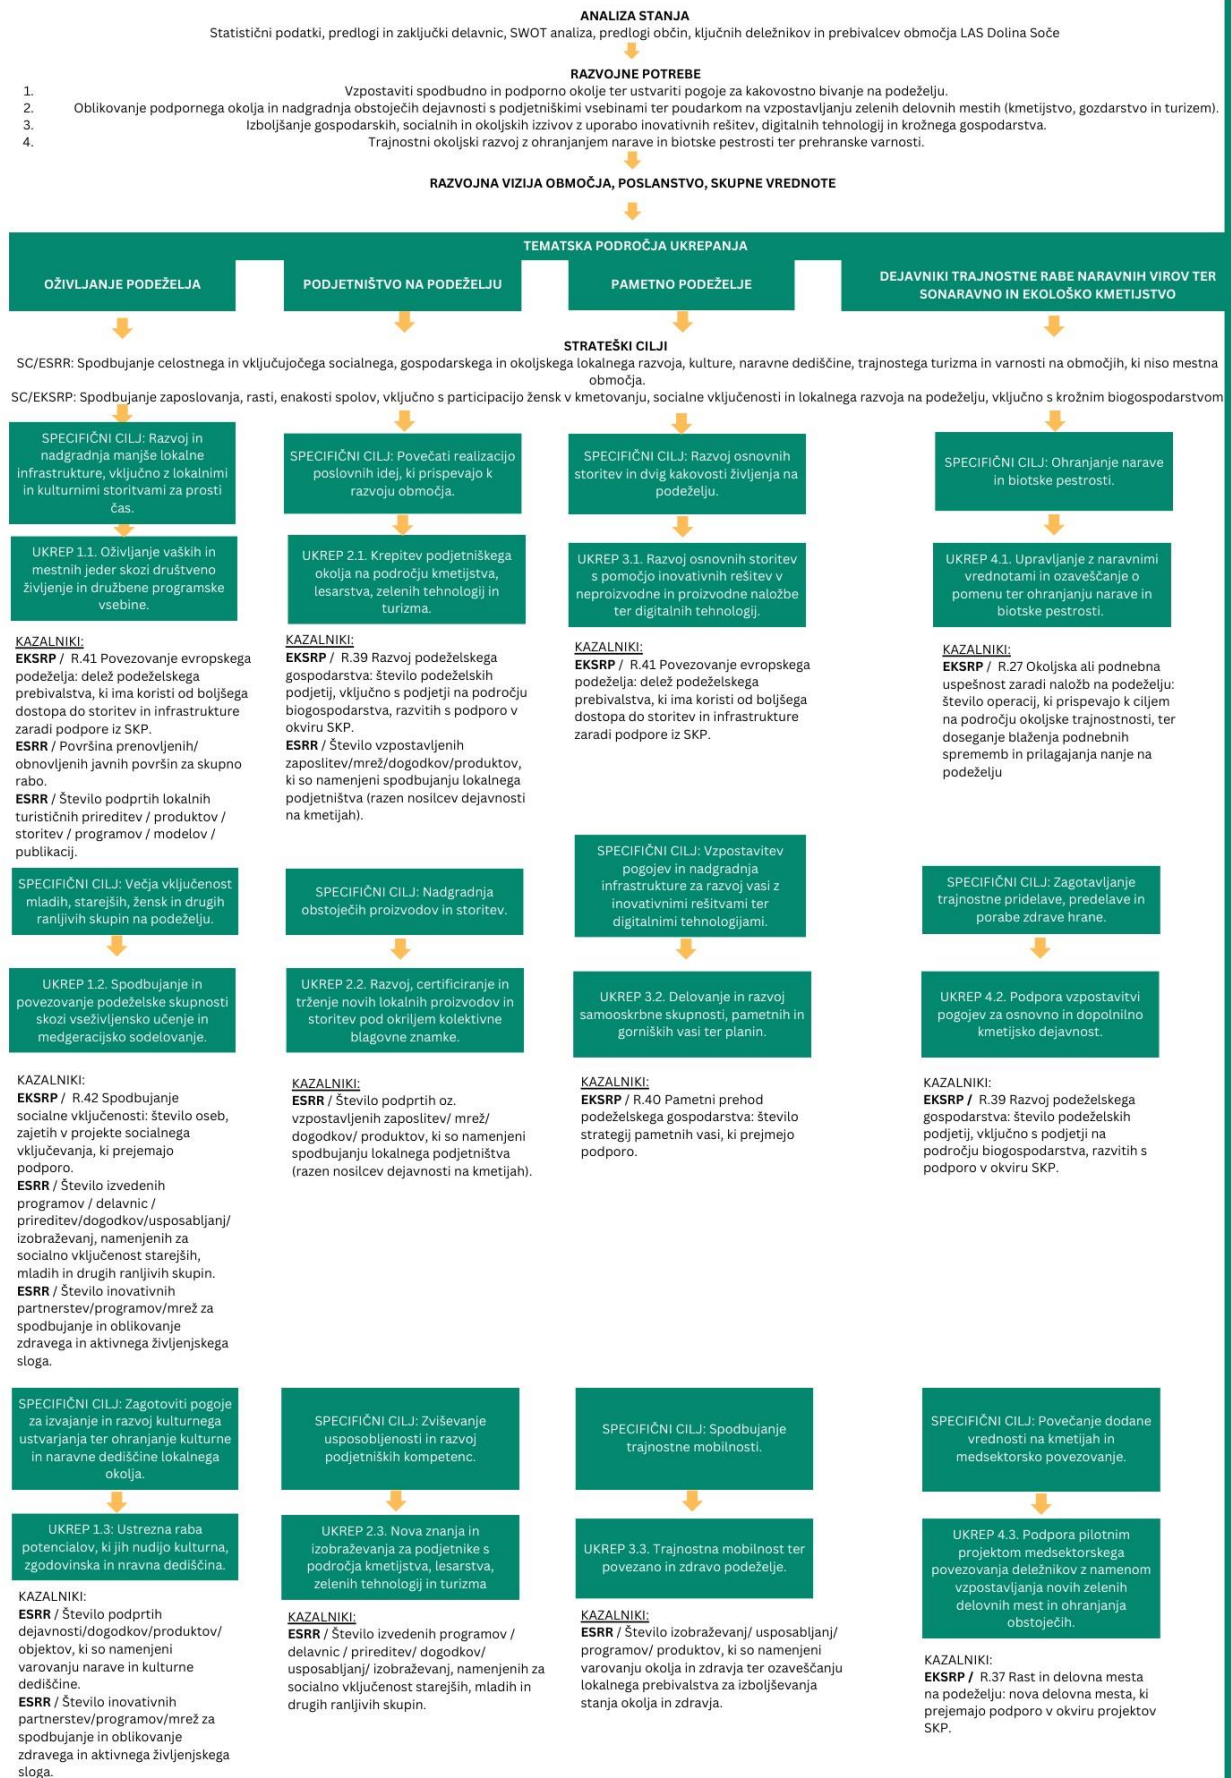 ANALIZA STANJA
Statistični podatki, predlogi in zaključki delavnic, SWOT analiza, predlogi občin, ključnih deležnikov in prebivalcev območja LAS Dolina Soče
RAZVOJNE POTREBE
1. Vzpostaviti spodbudno in podporno okolje ter ustvariti pogoje za kakovostno bivanje na podeželju.
2. Oblikovanje podpornega okolja in nadgradnja obstoječih dejavnosti s podjetniškimi vsebinami ter poudarkom na vzpostavljanju zelenih delovnih mestih (kmetijstvo, gozdarstvo in turizem).
3. Izboljšanje gospodarskih, socialnih in okoljskih izzivov z uporabo inovativnih rešitev, digitalnih tehnologij in krožnega gospodarstva.
4. Trajnostni okoljski razvoj z ohranjanjem narave in biotske pestrosti ter prehranske varnosti.
RAZVOJNA VIZIJA OBMOČJA, POSLANSTVO, SKUPNE VREDNOTE
TEMATSKA PODROČJA UKREPANJA
OŽIVLJANJE PODEŽELJA
PODJETNIŠTVO NA PODEŽELJU
PAMETNO PODEŽELJE
DEJAVNIKI TRAJNOSTNE RABE NARAVNIH VIROV TER
SONARAVNO IN EKOLOŠKO KMETIJSTVO
STRATEŠKI CILJI
SC/ESRR: Spodbujanje celostnega in vključujočega socialnega, gospodarskega in okoljskega lokalnega razvoja, kulture, naravne dediščine, trajnostega turizma in varnosti na območjih, ki niso mestna
območja.
SC/EKSRP: Spodbujanje zaposlovanja, rasti, enakosti spolov, vključno s participacijo žensk v kmetovanju, socialne vključenosti in lokalnega razvoja na podeželju, vključno s krožnim biogospodarstvom
SPECIFIČNI CILJ: Razvoj in
nadgradnja manjše lokalne
infrastrukture, vključno z lokalnimi
in kulturnimi storitvami za prosti
čas.
SPECIFIČNI CILJ: Povečati realizacijo
poslovnih idej, ki prispevajo k
razvoju območja.
SPECIFIČNI CILJ: Razvoj osnovnih
storitev in dvig kakovosti življenja na
podeželju.
SPECIFIČNI CILJ: Ohranjanje narave
in biotske pestrosti.
UKREP 1.1. Oživljanje vaških in
mestnih jeder skozi društveno
življenje in družbene programske
vsebine.
UKREP 2.1. Krepitev podjetniškega
okolja na področju kmetijstva,
lesarstva, zelenih tehnologij in
turizma.
UKREP 3.1. Razvoj osnovnih storitev
s pomočjo inovativnih rešitev v
neproizvodne in proizvodne naložbe
ter digitalnih tehnologij.
UKREP 4.1. Upravljanje z naravnimi
vrednotami in ozaveščanje o
pomenu ter ohranjanju narave in
biotske pestrosti.
KAZALNIKI:
EKSRP / R.41 Povezovanje evropskega
podeželja: delež podeželskega
prebivalstva, ki ima koristi od boljšega
dostopa do storitev in infrastrukture
zaradi podpore iz SKP.
ESRR / Površina prenovljenih/
obnovljenih javnih površin za skupno
rabo.
ESRR / Število podprtih lokalnih
turističnih prireditev / produktov /
storitev / programov / modelov /
publikacij.
KAZALNIKI:
EKSRP / R.39 Razvoj podeželskega
gospodarstva: število podeželskih
podjetij, vključno s podjetji na področju
biogospodarstva, razvitih s podporo v
okviru SKP.
ESRR / Število vzpostavljenih
zaposlitev/mrež/dogodkov/produktov,
ki so namenjeni spodbujanju lokalnega
podjetništva (razen nosilcev dejavnosti
na kmetijah).
KAZALNIKI:
EKSRP / R.41 Povezovanje evropskega
podeželja: delež podeželskega
prebivalstva, ki ima koristi od boljšega
dostopa do storitev in infrastrukture
zaradi podpore iz SKP.
KAZALNIKI:
EKSRP / R.27 Okoljska ali podnebna
uspešnost zaradi naložb na podeželju:
število operacij, ki prispevajo k ciljem
na področju okoljske trajnostnosti, ter
doseganje blaženja podnebnih
sprememb in prilagajanja nanje na
podeželju
SPECIFIČNI CILJ: Večja vključenost
mladih, starejših, žensk in drugih
ranljivih skupin na podeželju.
SPECIFIČNI CILJ: Nadgradnja
obstoječih proizvodov in storitev.
SPECIFIČNI CILJ: Vzpostavitev
pogojev in nadgradnja
infrastrukture za razvoj vasi z
inovativnimi rešitvami ter
digitalnimi tehnologijami.
SPECIFIČNI CILJ: Zagotavljanje
trajnostne pridelave, predelave in
porabe zdrave hrane.
UKREP 1.2. Spodbujanje in
povezovanje podeželske skupnosti
skozi vseživljensko učenje in
medgeracijsko sodelovanje.
UKREP 2.2. Razvoj, certificiranje in
trženje novih lokalnih proizvodov in
storitev pod okriljem kolektivne
blagovne znamke.
UKREP 3.2. Delovanje in razvoj
samooskrbne skupnosti, pametnih in
gorniških vasi ter planin.
UKREP 4.2. Podpora vzpostavitvi
pogojev za osnovno in dopolnilno
kmetijsko dejavnost.
KAZALNIKI:
EKSRP / R.42 Spodbujanje
socialne vključenosti: število oseb,
zajetih v projekte socialnega
vključevanja, ki prejemajo
podporo.
ESRR / Število izvedenih
programov / delavnic /
prireditev/dogodkov/usposabljanj/
izobraževanj, namenjenih za
socialno vključenost starejših,
mladih in drugih ranljivih skupin.
ESRR / Število inovativnih
partnerstev/programov/mrež za
spodbujanje in oblikovanje
zdravega in aktivnega življenjskega
sloga.
KAZALNIKI:
ESRR / Število podprtih oz.
vzpostavljenih zaposlitev/ mrež/
dogodkov/ produktov, ki so namenjeni
spodbujanju lokalnega podjetništva
(razen nosilcev dejavnosti na kmetijah).
KAZALNIKI:
EKSRP / R.40 Pametni prehod
podeželskega gospodarstva: število
strategij pametnih vasi, ki prejmejo
podporo.
KAZALNIKI:
EKSRP / R.39 Razvoj podeželskega
gospodarstva: število podeželskih
podjetij, vključno s podjetji na
področju biogospodarstva, razvitih s
podporo v okviru SKP.
SPECIFIČNI CILJ: Zagotoviti pogoje
za izvajanje in razvoj kulturnega
ustvarjanja ter ohranjanje kulturne
in naravne dediščine lokalnega
okolja.
SPECIFIČNI CILJ: Zviševanje
usposobljenosti in razvoj
podjetniških kompetenc.
SPECIFIČNI CILJ: Spodbujanje
trajnostne mobilnosti.
SPECIFIČNI CILJ: Povečanje dodane
vrednosti na kmetijah in
medsektorsko povezovanje.
UKREP 1.3: Ustrezna raba
potencialov, ki jih nudijo kulturna,
zgodovinska in nravna dediščina.
UKREP 2.3. Nova znanja in
izobraževanja za podjetnike s
področja kmetijstva, lesarstva,
zelenih tehnologij in turizma
UKREP 3.3. Trajnostna mobilnost ter
povezano in zdravo podeželje.
UKREP 4.3. Podpora pilotnim
projektom medsektorskega
povezovanja deležnikov z namenom
vzpostavljanja novih zelenih
delovnih mest in ohranjanja
obstoječih.
KAZALNIKI:
ESRR / Število podprtih
dejavnosti/dogodkov/produktov/
objektov, ki so namenjeni
varovanju narave in kulturne
dediščine.
ESRR / Število inovativnih
partnerstev/programov/mrež za
spodbujanje in oblikovanje
zdravega in aktivnega življenjskega
sloga.
KAZALNIKI:
ESRR / Število izvedenih programov /
delavnic / prireditev/ dogodkov/
usposabljanj/ izobraževanj, namenjenih za
socialno vključenost starejših, mladih in
drugih ranljivih skupin.
KAZALNIKI:
ESRR / Število izobraževanj/ usposabljanj/
programov/ produktov, ki so namenjeni
varovanju okolja in zdravja ter ozaveščanju
lokalnega prebivalstva za izboljševanja
stanja okolja in zdravja.
KAZALNIKI:
EKSRP / R.37 Rast in delovna mesta
na podeželju: nova delovna mesta, ki
prejemajo podporo v okviru projektov
SKP.